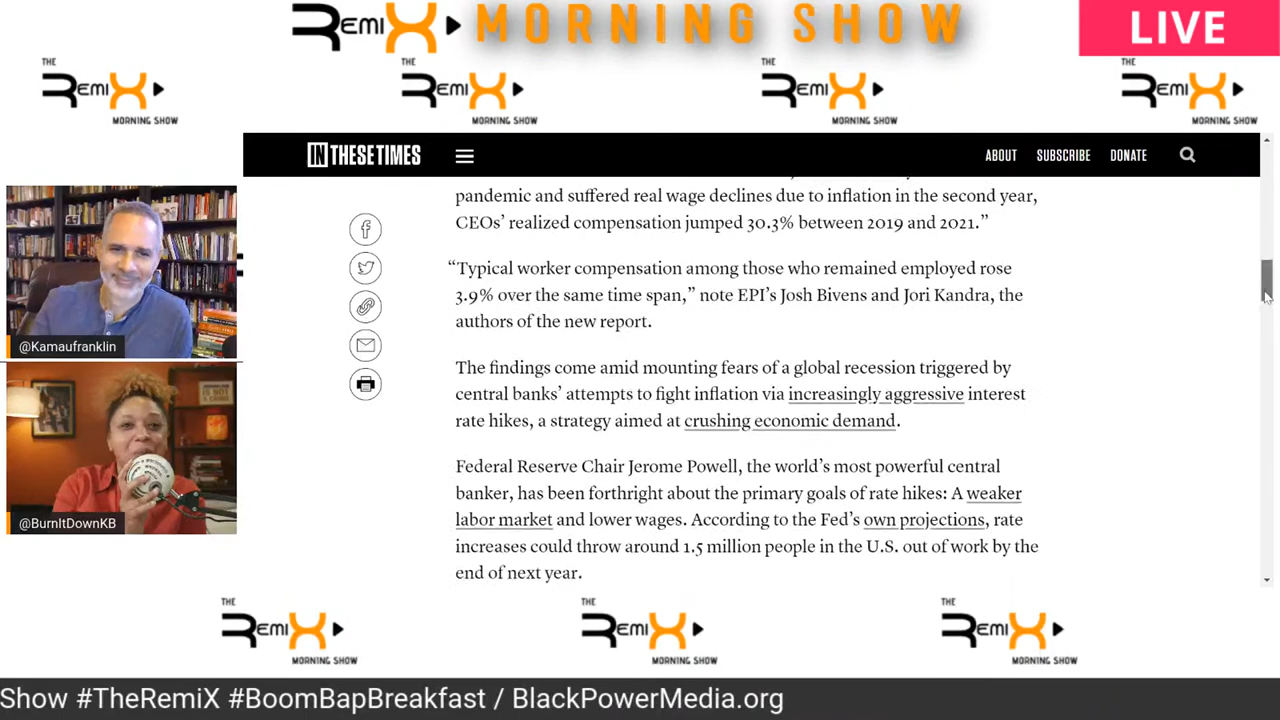 REMIX MORNING SHOW
LIVE
THE
REMIX
MORNING SHOW
THE
REMIX
MORNING SHOW
THE
REMIX
MORNING SHOW
THE
REMIX
MORNING SHOW
IN THESE TIMES
ABOUT SUBSCRIBE DONATE
pandemic and suffered real wage declines due to inflation in the second year,
CEOs’ realized compensation jumped 30.3% between 2019 and 2021.”
“Typical worker compensation among those who remained employed rose
3.9% over the same time span,” note EPI’s Josh Bivens and Jori Kandra, the
authors of the new report.
The findings come amid mounting fears of a global recession triggered by
central banks’ attempts to fight inflation via increasingly aggressive interest
rate hikes, a strategy aimed at crushing economic demand.
Federal Reserve Chair Jerome Powell, the world’s most powerful central
banker, has been forthright about the primary goals of rate hikes: A weaker
labor market and lower wages. According to the Fed’s own projections, rate
increases could throw around 1.5 million people in the U.S. out of work by the
end of next year.
@Kamaufranklin
@BurnItDownKB
THE
REMIX
MORNING SHOW
THE
REMIX
MORNING SHOW
THE
REMIX
MORNING SHOW
Show #TheRemiX #BoomBapBreakfast / BlackPowerMedia.org